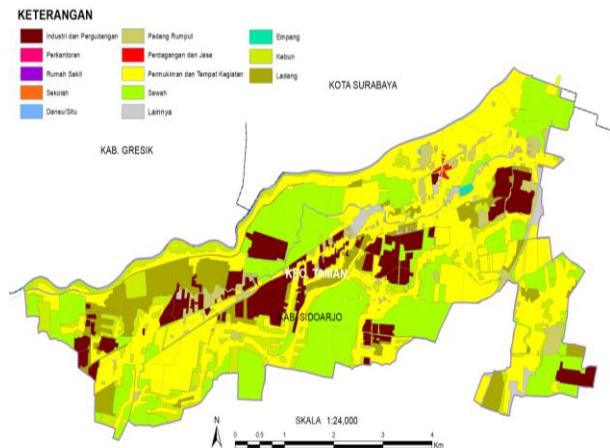 KETERANGAN
Industri dan Pergudangan
Perkantoran
Rumah Sakit
Sekolah
Danau/Situ
Padang Rumput
Perdagangan dan Jasa
Permukiman dan Tempat Kegiatan
Sawah
Lainnya
Empang
Kebun
Ladang
KOTA SURABAYA
KAB. GRESIK
KEC. TAMAN
KAB. SIDOARJO
N
SKALA 1:24,000
0 0.5 1 2 3 4
Km